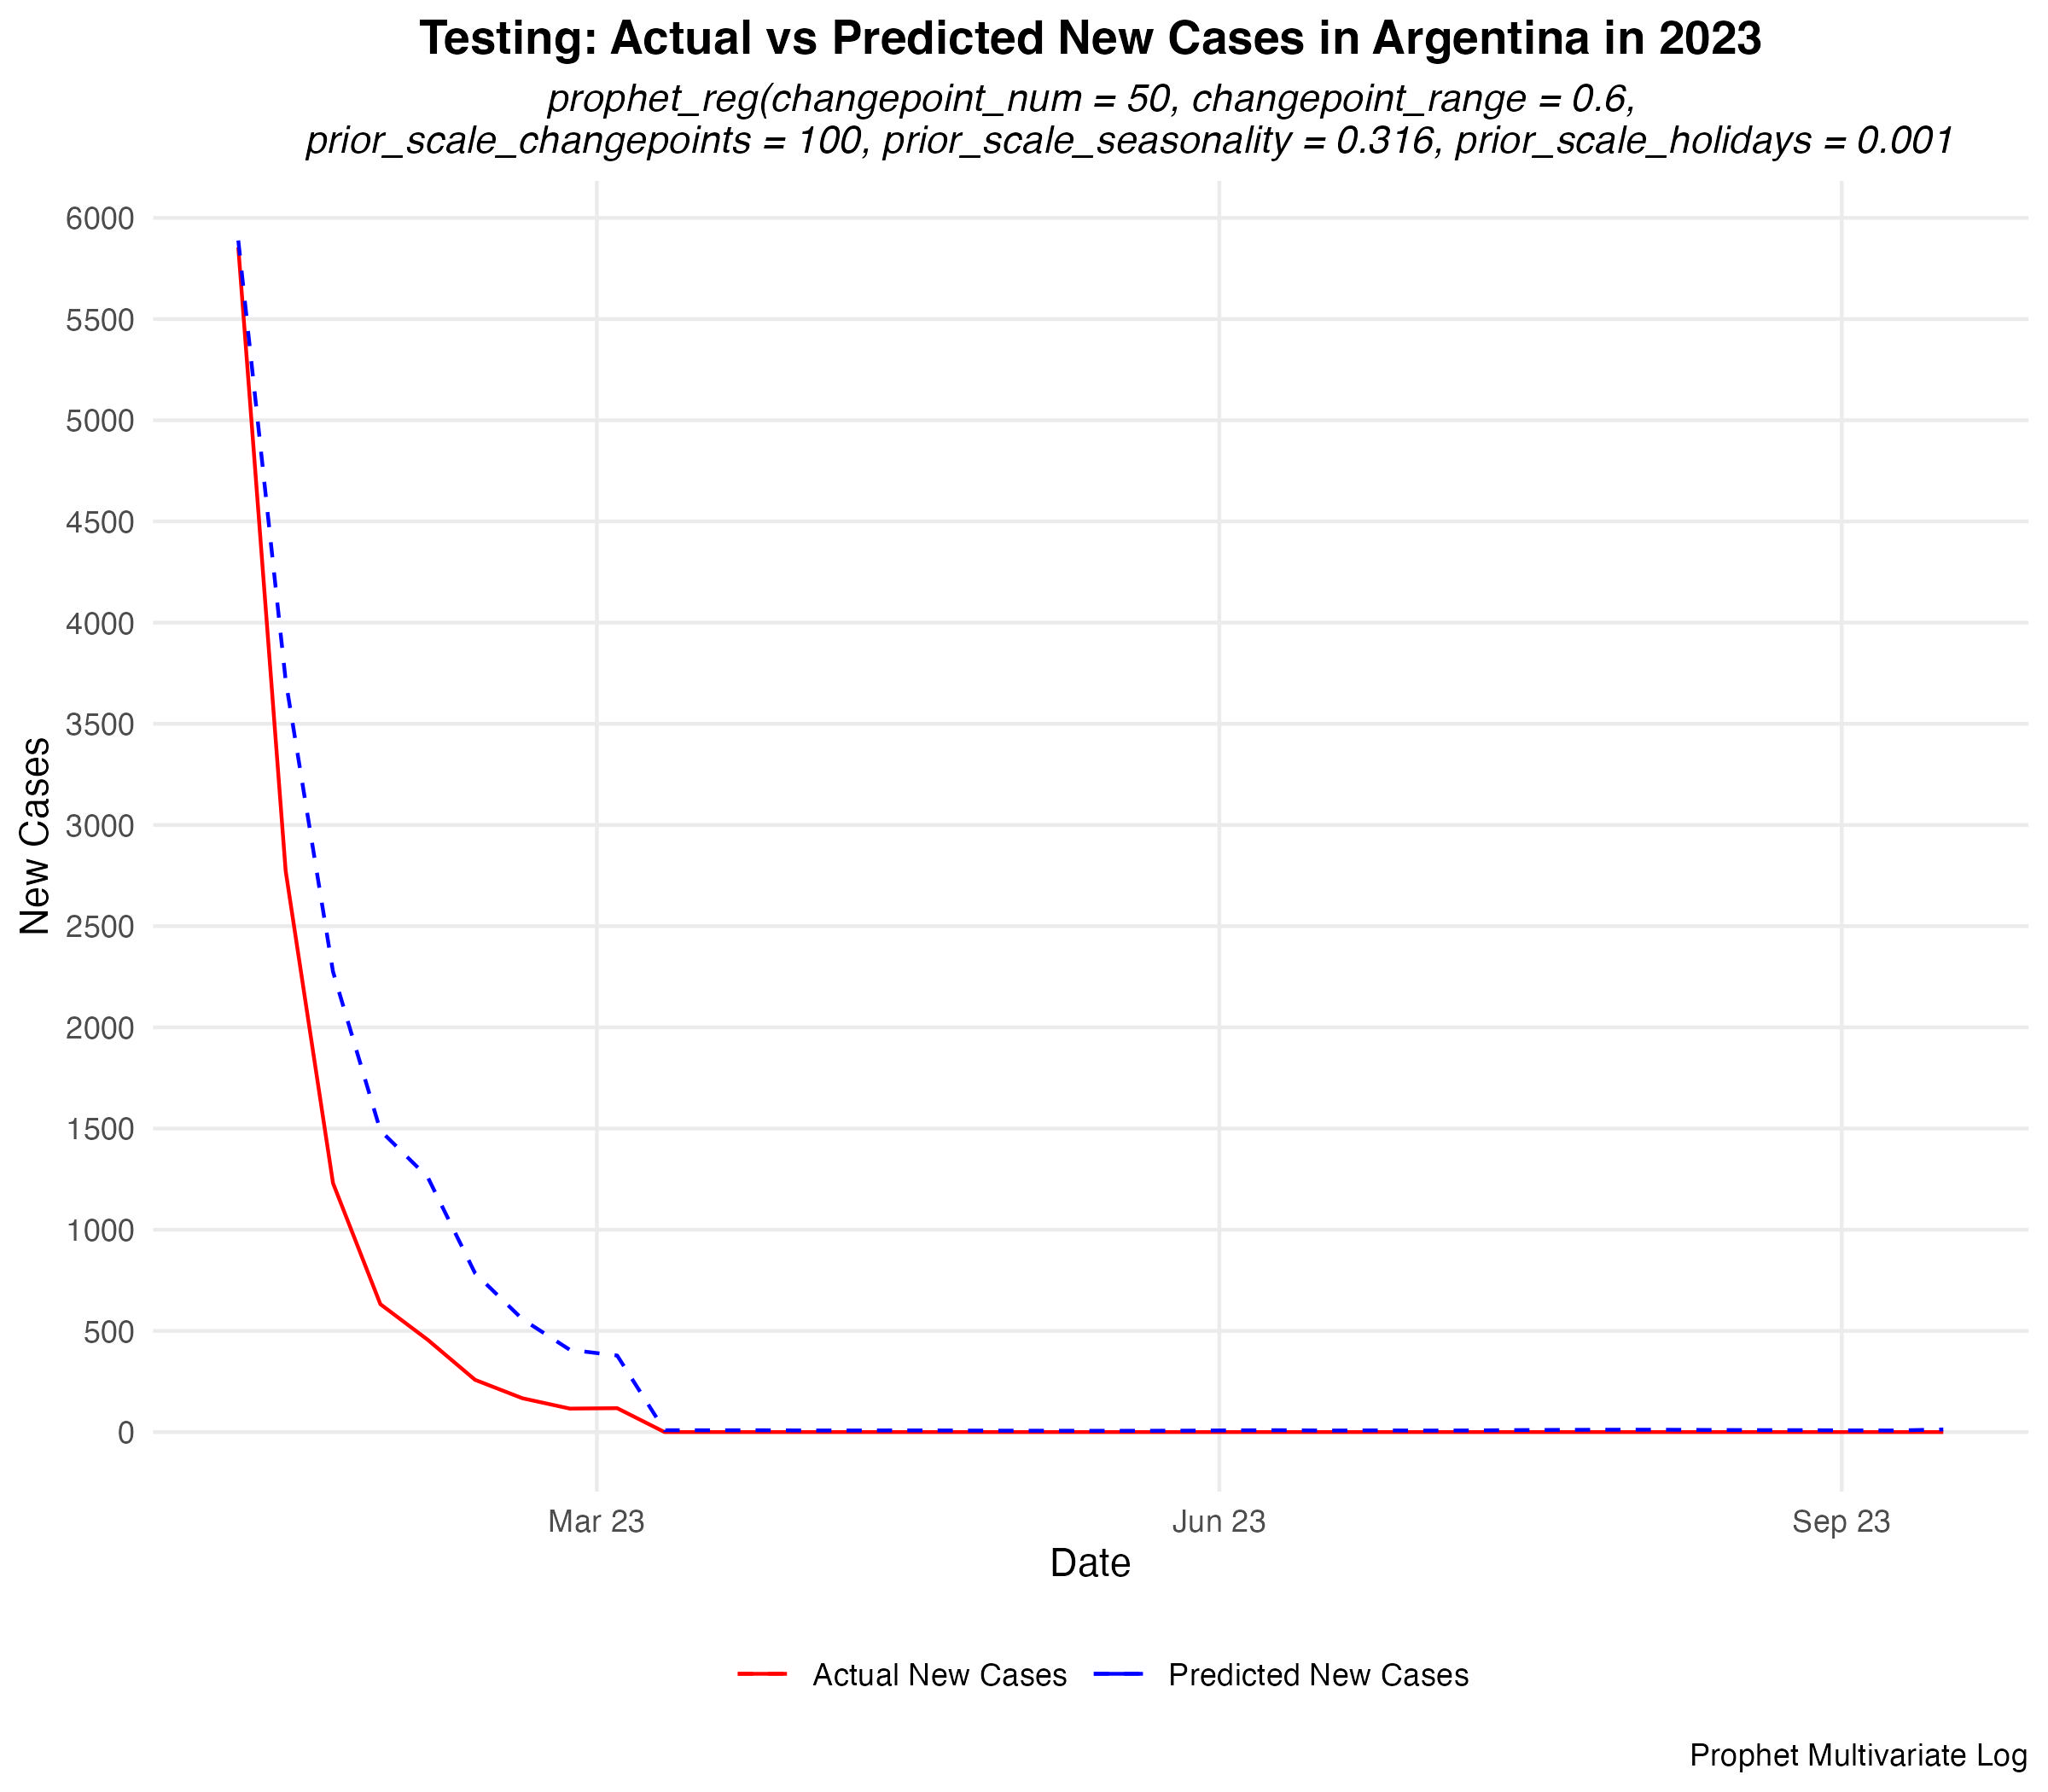 Testing: Actual vs Predicted New Cases in Argentina in 2023
prophet_reg(changepoint_num = 50, changepoint_range = 0.6,
prior_scale_changepoints = 100, prior_scale_seasonality = 0.316, prior_scale_holidays = 0.001
New Cases
6000
5500
5000
4500
4000
3500
3000
2500
2000
1500
1000
500
0
Mar 23
Jun 23
Sep 23
Date
Actual New Cases
Predicted New Cases
Prophet Multivariate Log